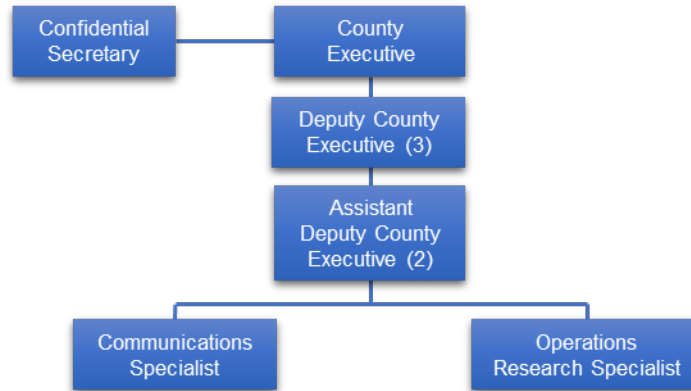 Confidential
Secretary
County
Executive
Deputy County
Executive (3)
Assistant
Deputy County
Executive (2)
Communications
Specialist
Operations
Research Specialist